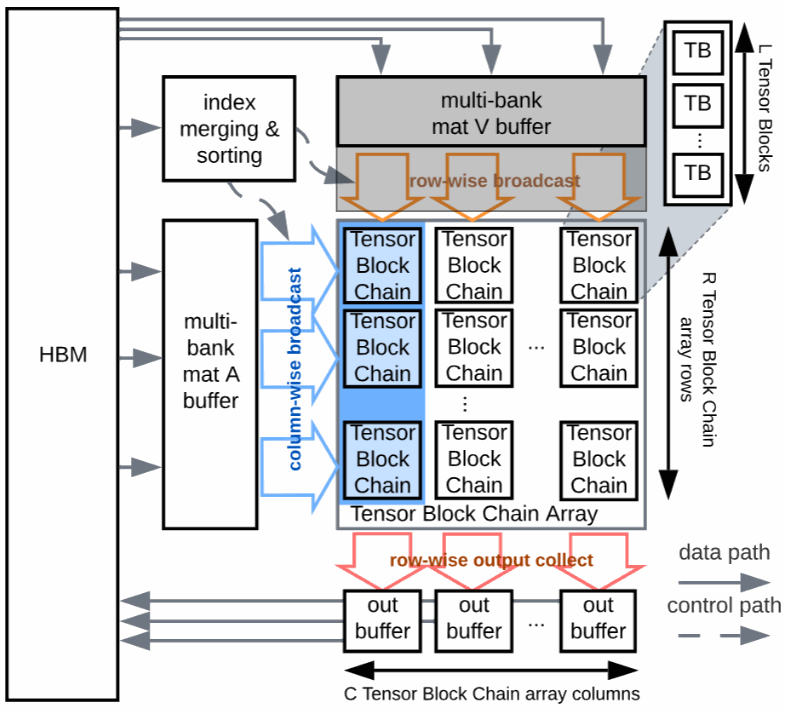 HBM
index
merging &
sorting
multi-bank
mat V buffer
row-wise broadcast
TB
TB
...
TB
L Tensor Blocks
multi-
bank
mat A
buffer
column-wise broadcast
Tensor
Block
Chain
Tensor
Block
Chain
Tensor
Block
Chain
Tensor
Block
Chain
Tensor
Block
Chain
...
Tensor
Block
Chain
...
Tensor
Block
Chain
Tensor
Block
Chain
Tensor
Block
Chain
Tensor Block Chain Array
R Tensor Block Chain
array rows
row-wise output collect
out
buffer
out
buffer
...
out
buffer
C Tensor Block Chain array columns
data path
control path